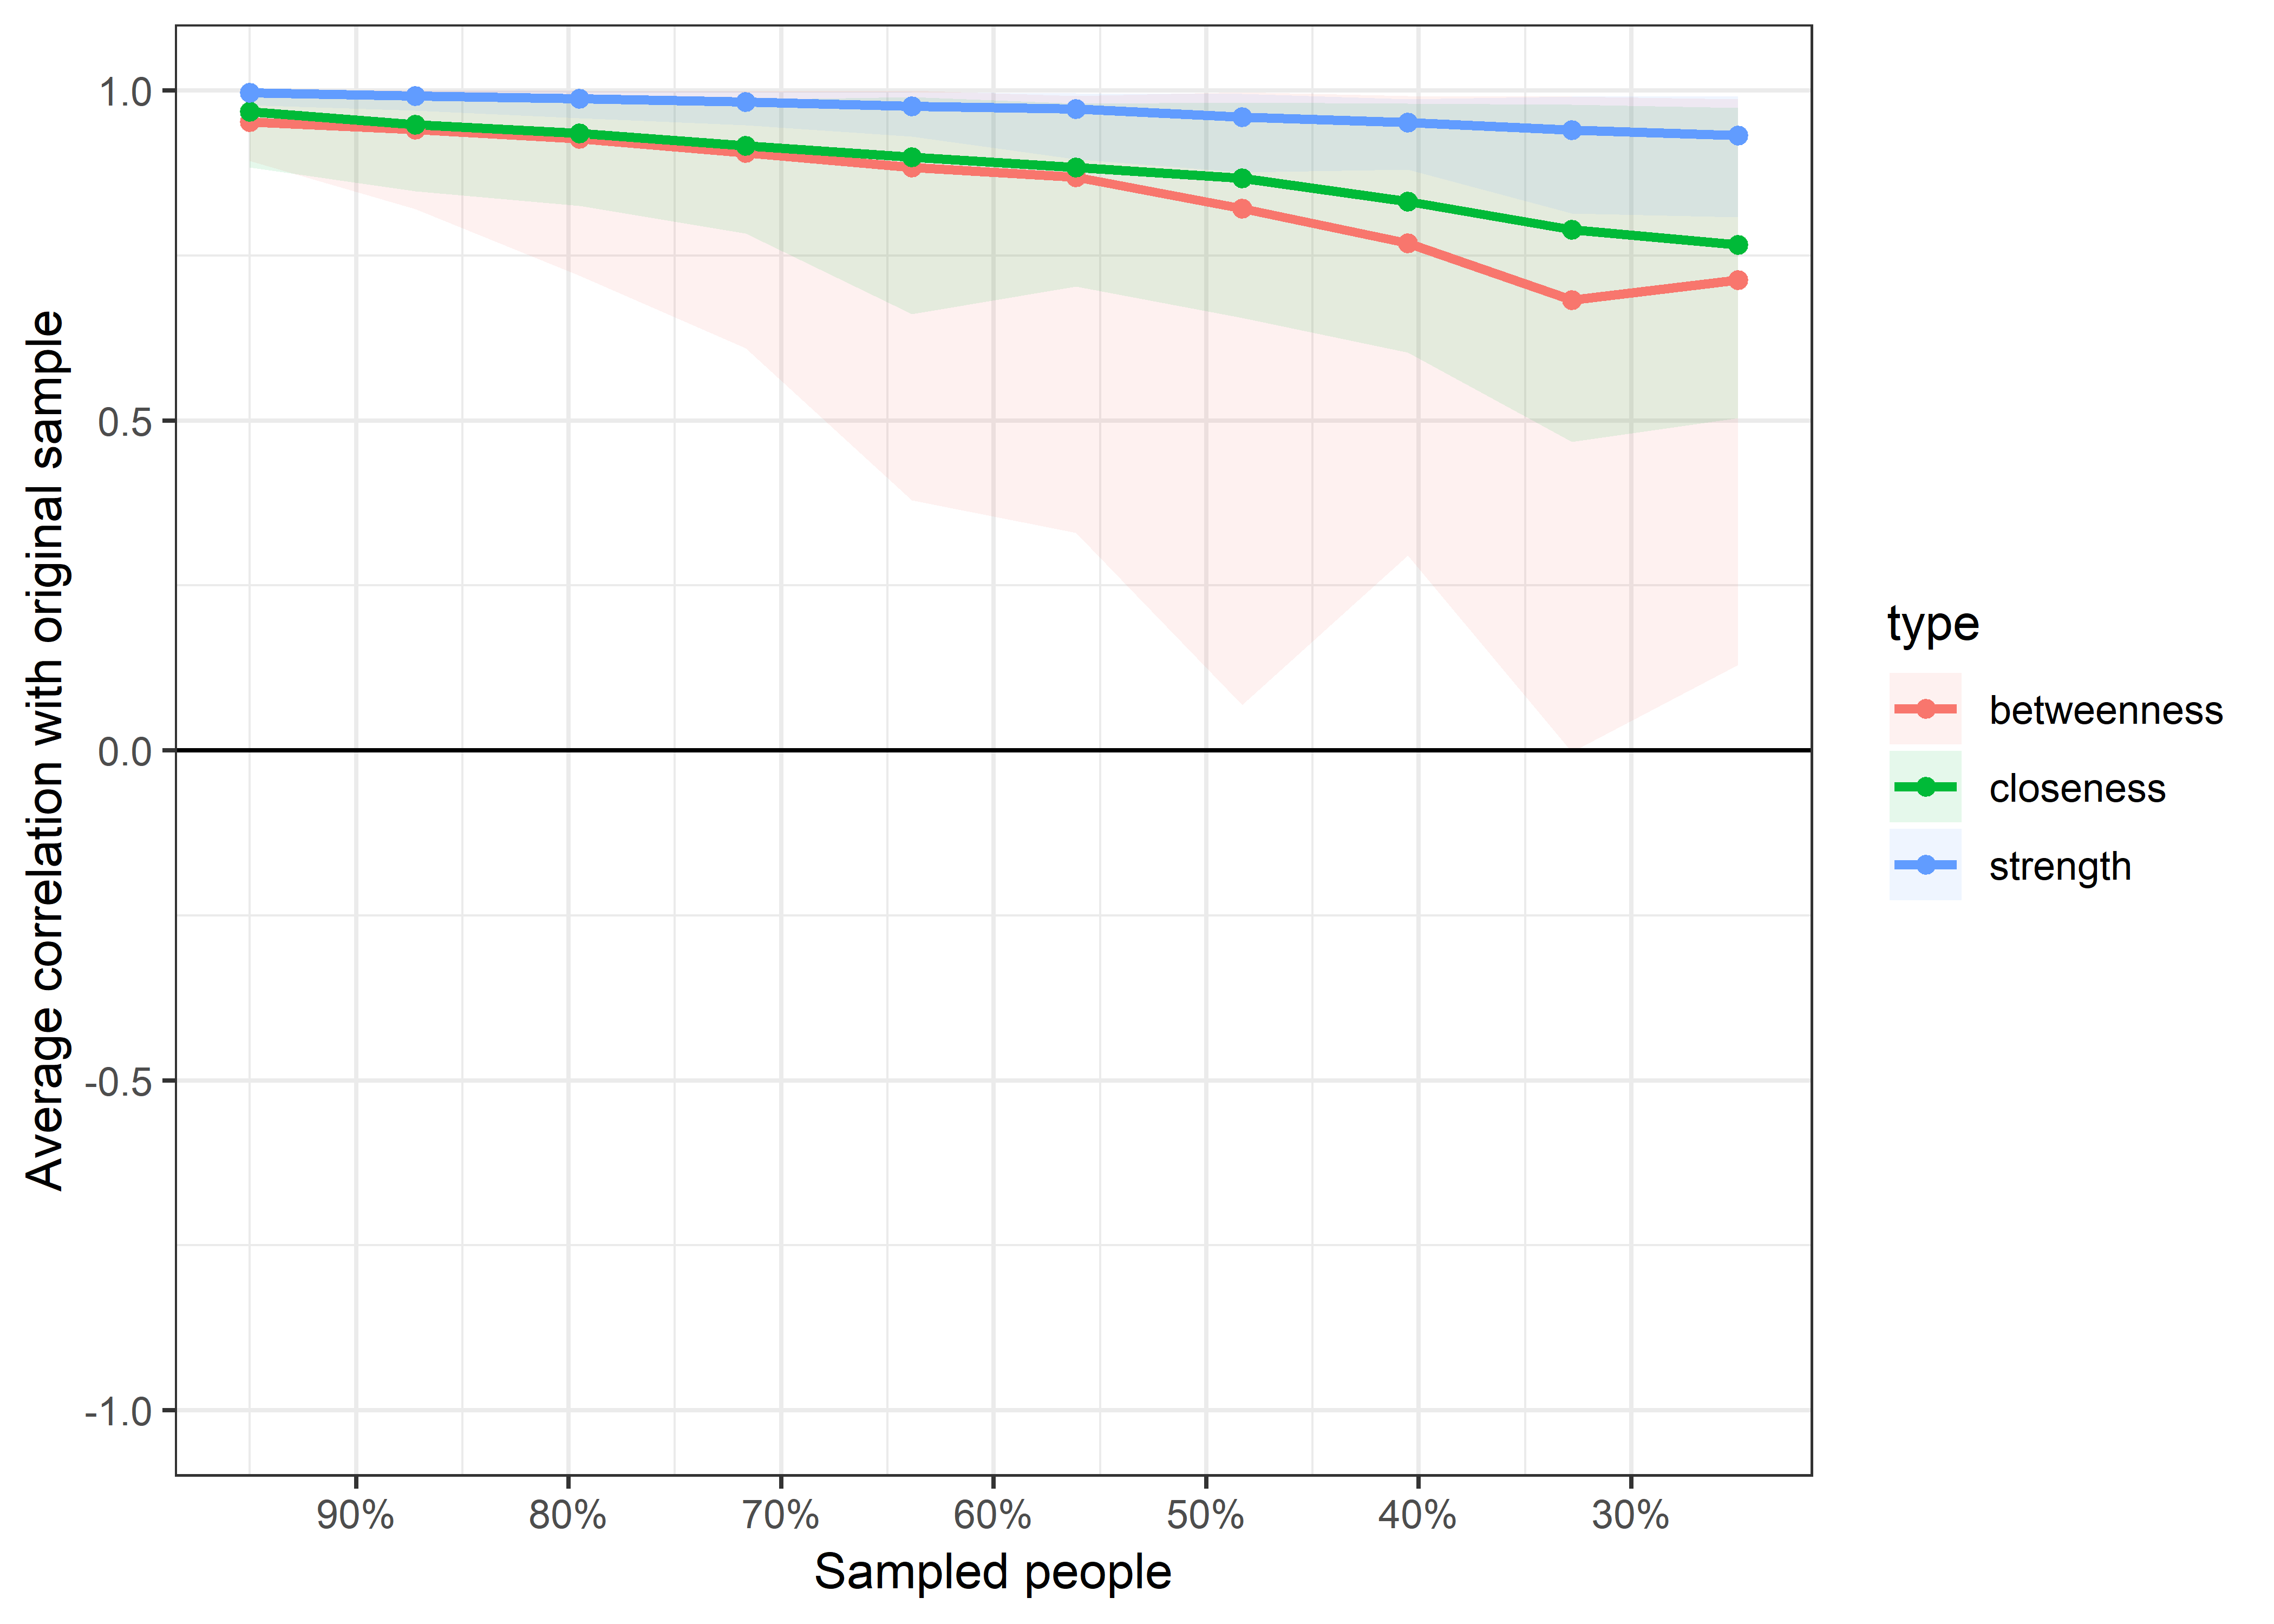 Average correlation with original sample
1.0
0.5
0.0
-0.5
-1.0
90% 80% 70% 60% 50% 40% 30%
Sampled people
type
betweenness
closeness
strength